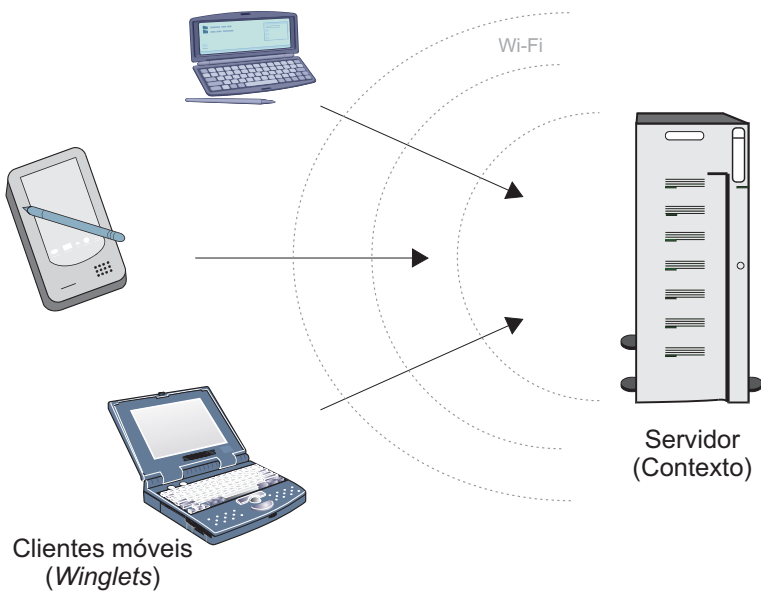 Wi-Fi
Servidor
(Contexto)
Clientes móveis
(Winglets)